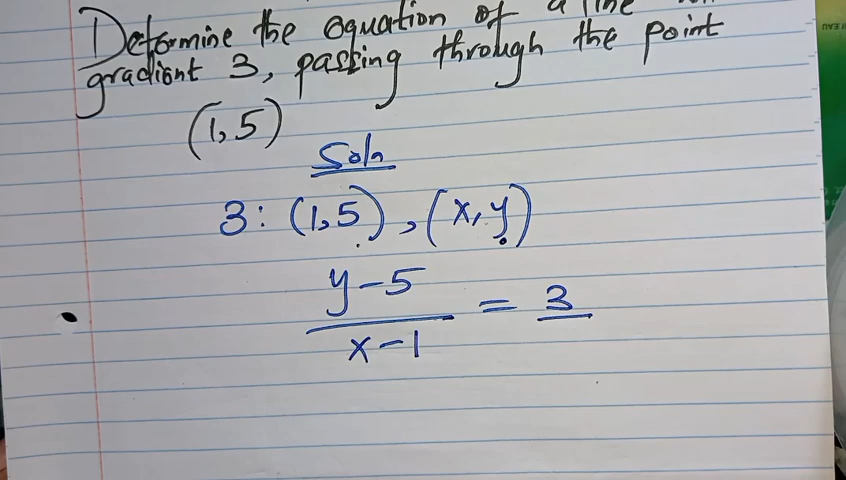 Determine the equation of a line
gradient 3, passing through the point
(1,5)
Soln
3: (1,5), (x,y)
y-5
x-1
= 3